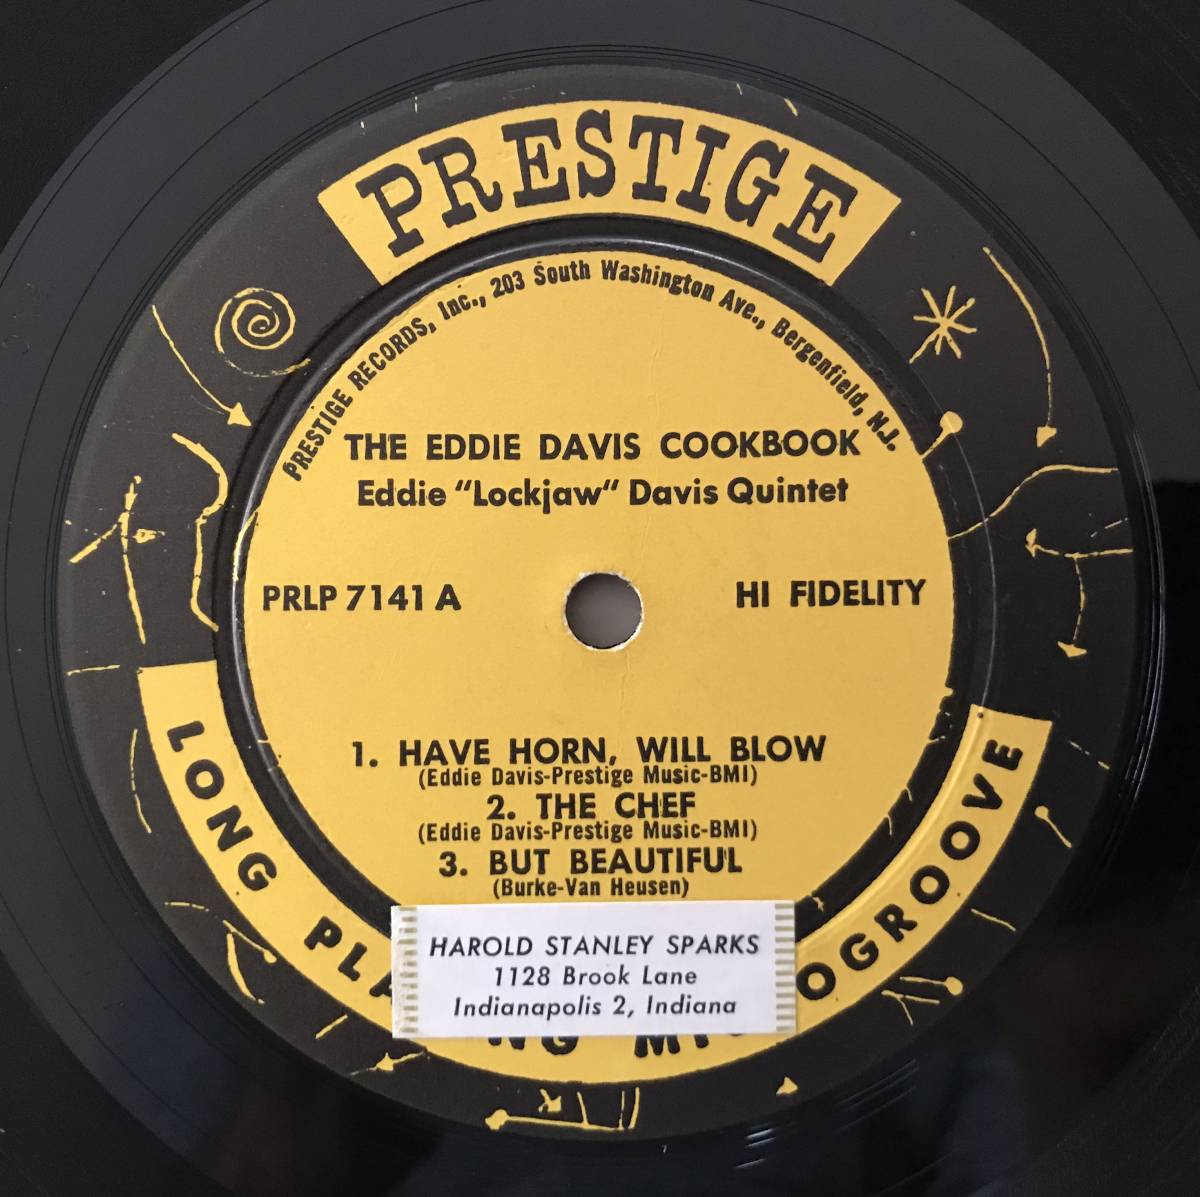 PRESTIGE
PRESTIGE RECORDS, Inc., 203 South Washington Ave., Bergenfield, N.J.
THE EDDIE DAVIS COOKBOOK
Eddie "Lockjaw" Davis Quintet
PRLP 7141 A
HI FIDELITY
1. HAVE HORN, WILL BLOW
(Eddie Davis-Prestige Music-BMI)
2. THE CHEF
(Eddie Davis-Prestige Music-BMI)
3. BUT BEAUTIFUL
(Burke-Van Heusen)
HAROLD STANLEY SPARKS
1128 Brook Lane
Indianapolis 2, Indiana
LONG